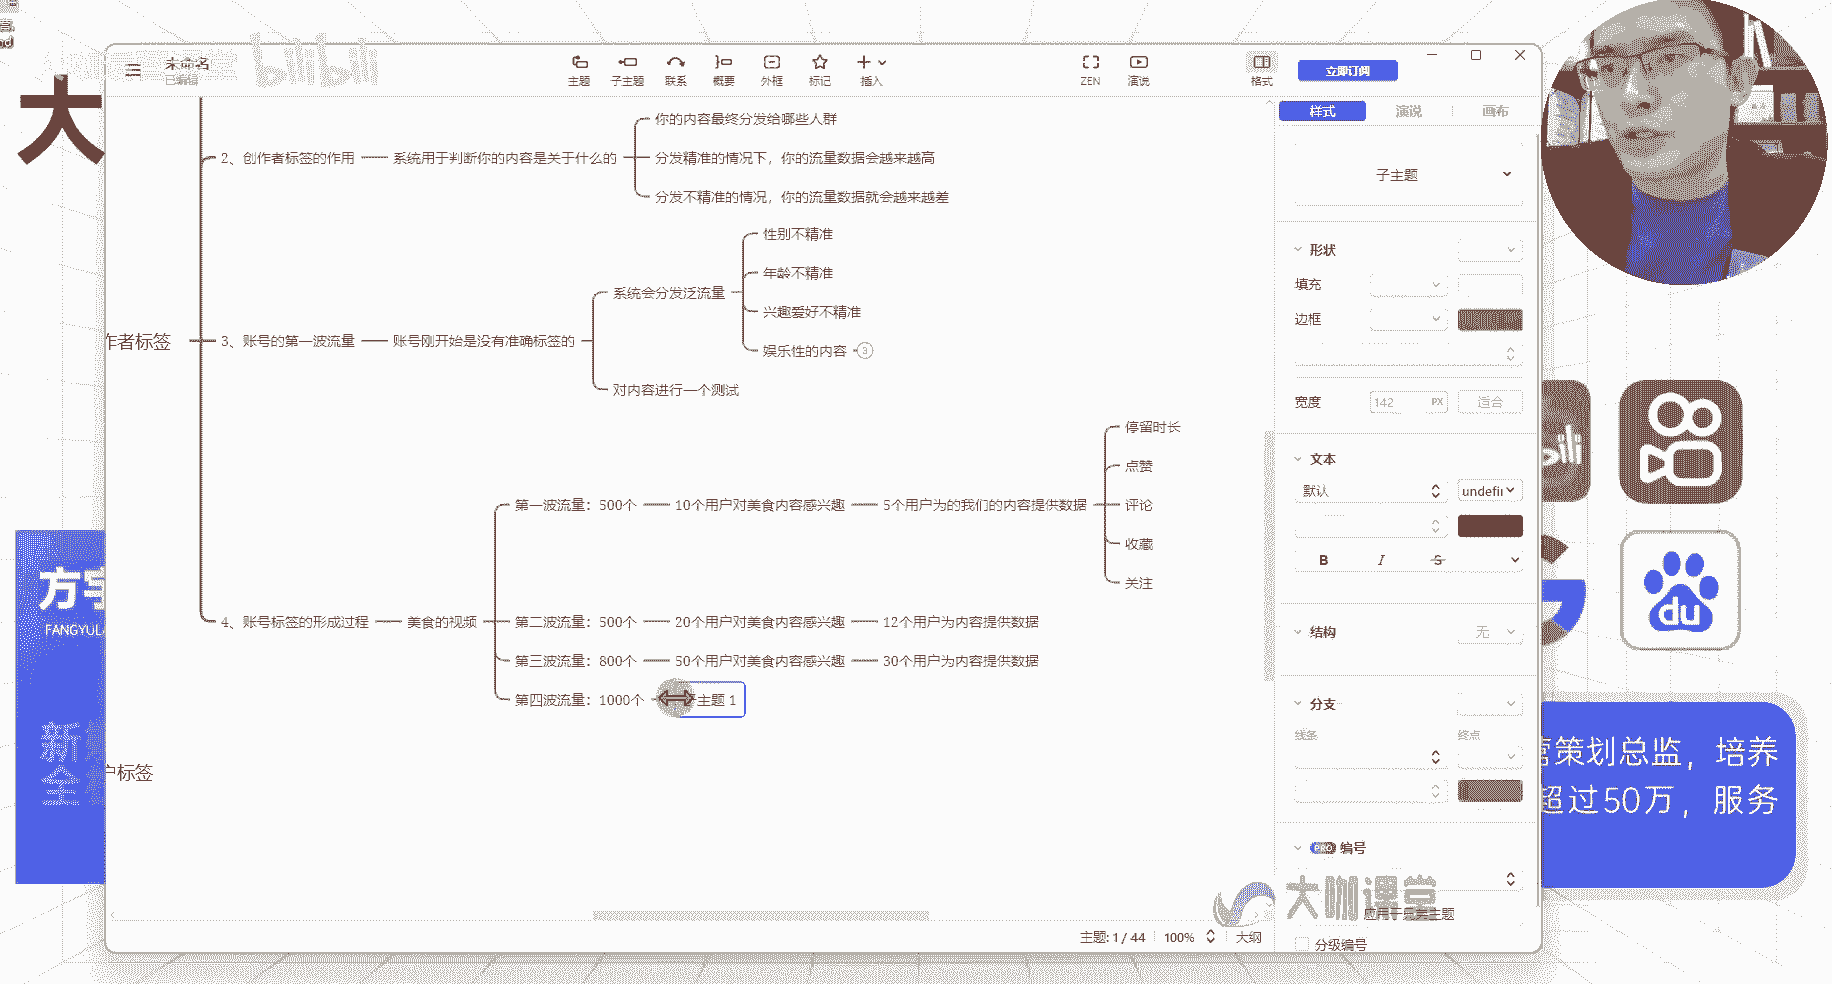 大
bilibili
未命名
已编辑
主题
子主题
联系
概要
外框
标记
插入
ZEN
演说
格式
立即订阅
样式
演说
画布
你的内容最终分发给哪些人群
2、创作者标签的作用
系统用于判断你的内容是关于什么的
分发精准的情况下，你的流量数据会越来越高
分发不精准的情况，你的流量数据就会越来越差
性别不精准
年龄不精准
系统会分发泛流量
兴趣爱好不精准
娱乐性的内容
3
作者标签
3、账号的第一波流量
账号刚开始是没有准确标签的
对内容进行一个测试
停留时长
点赞
第一波流量：500个
10个用户对美食内容感兴趣
5个用户为的我们的内容提供数据
评论
收藏
关注
4、账号标签的形成过程
美食的视频
第二波流量：500个
20个用户对美食内容感兴趣
12个用户为内容提供数据
第三波流量：800个
50个用户对美食内容感兴趣
30个用户为内容提供数据
第四波流量：1000个
主题 1
户标签
子主题
形状
填充
边框
宽度
142
PX
适合
文本
默认
undefin
B
I
S
结构
无
分支
线条
终点
PRO
编号
分级编号
主题: 1 / 44
100%
大纲
大咖课堂
方宇
FANGYUL
新
全
du
营策划总监，培养
超过50万，服务